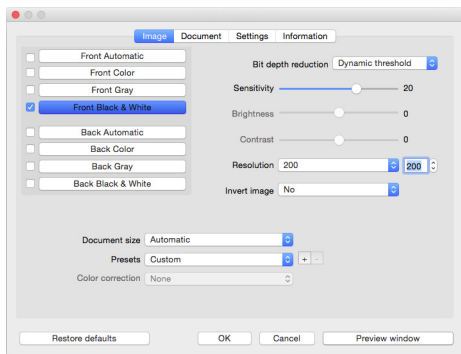 Image Document Settings Information
Front Automatic
Front Color
Front Gray
Front Black & White
Back Automatic
Back Color
Back Gray
Back Black & White
Bit depth reduction Dynamic threshold
Sensitivity 20
Brightness 0
Contrast 0
Resolution 200 200
Invert image No
Document size Automatic
Presets Custom + -
Color correction None
Restore defaults OK Cancel Preview window